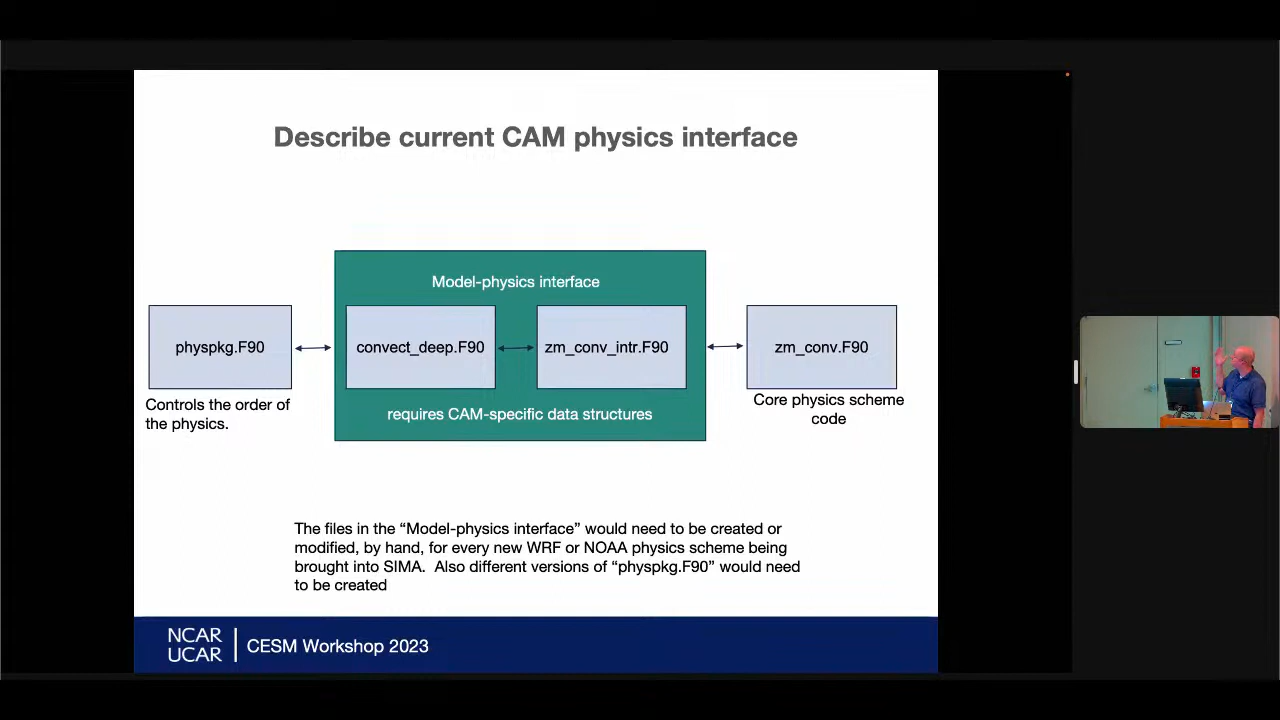 Describe current CAM physics interface
Model-physics interface
physpkg.F90
convect_deep.F90
zm_conv_intr.F90
zm_conv.F90
Controls the order of
the physics.
requires CAM-specific data structures
Core physics scheme
code
The files in the “Model-physics interface” would need to be created or
modified, by hand, for every new WRF or NOAA physics scheme being
brought into SIMA.  Also different versions of “physpkg.F90” would need
to be created
NCAR
UCAR
CESM Workshop 2023